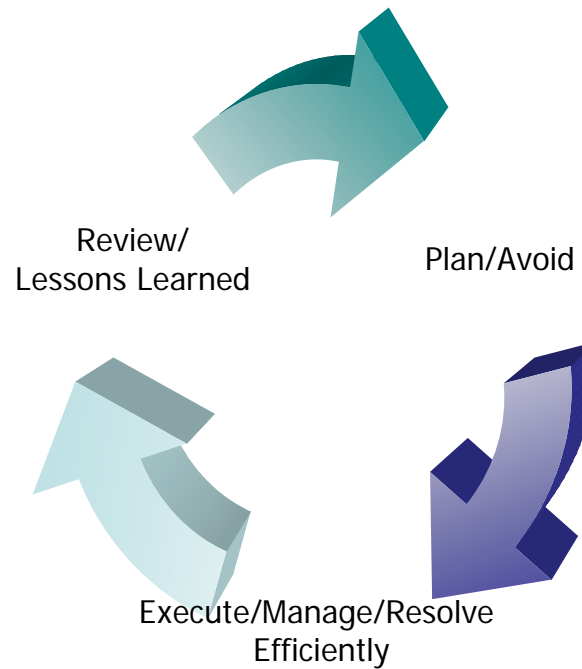 Review/
Lessons Learned
Plan/Avoid
Execute/Manage/Resolve
Efficiently